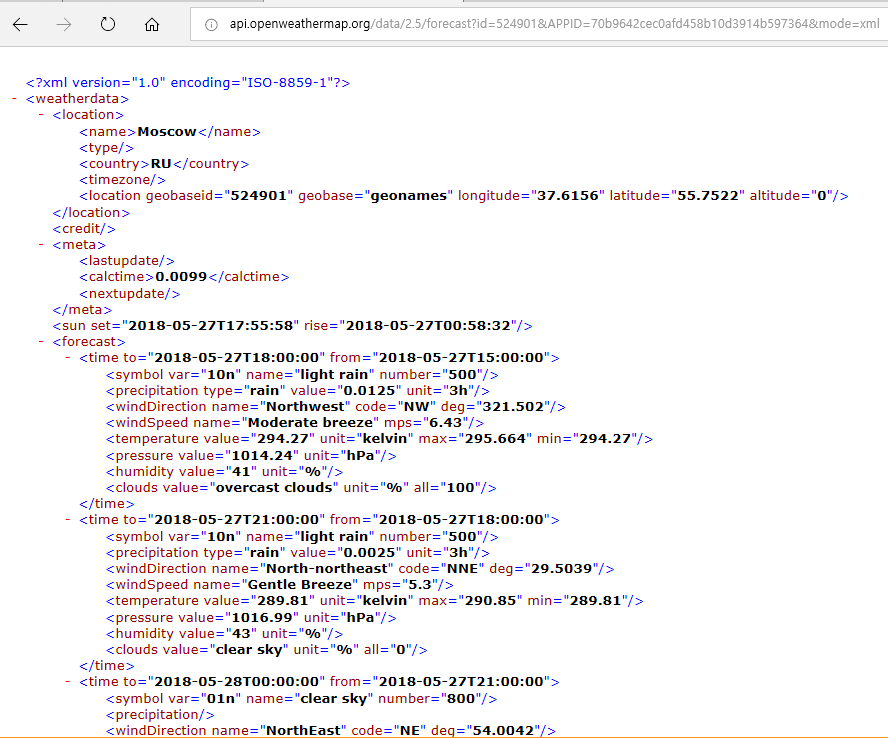 api.openweathermap.org/data/2.5/forecast?id=524901&APPID=70b9642cec0afd458b10d3914b597364&mode=xml
<?xml version="1.0" encoding="ISO-8859-1"?>
- <weatherdata>
- <location>
<name>Moscow</name>
<type/>
<country>RU</country>
<timezone/>
<location geobaseid="524901" geobase="geonames" longitude="37.6156" latitude="55.7522" altitude="0"/>
</location>
<credit/>
- <meta>
<lastupdate/>
<calctime>0.0099</calctime>
<nextupdate/>
</meta>
<sun set="2018-05-27T17:55:58" rise="2018-05-27T00:58:32"/>
- <forecast>
- <time to="2018-05-27T18:00:00" from="2018-05-27T15:00:00">
<symbol var="10n" name="light rain" number="500"/>
<precipitation type="rain" value="0.0125" unit="3h"/>
<windDirection name="Northwest" code="NW" deg="321.502"/>
<windSpeed name="Moderate breeze" mps="6.43"/>
<temperature value="294.27" unit="kelvin" max="295.664" min="294.27"/>
<pressure value="1014.24" unit="hPa"/>
<humidity value="41" unit="%"/>
<clouds value="overcast clouds" unit="%" all="100"/>
</time>
- <time to="2018-05-27T21:00:00" from="2018-05-27T18:00:00">
<symbol var="10n" name="light rain" number="500"/>
<precipitation type="rain" value="0.0025" unit="3h"/>
<windDirection name="North-northeast" code="NNE" deg="29.5039"/>
<windSpeed name="Gentle Breeze" mps="5.3"/>
<temperature value="289.81" unit="kelvin" max="290.85" min="289.81"/>
<pressure value="1016.99" unit="hPa"/>
<humidity value="43" unit="%"/>
<clouds value="clear sky" unit="%" all="0"/>
</time>
- <time to="2018-05-28T00:00:00" from="2018-05-27T21:00:00">
<symbol var="01n" name="clear sky" number="800"/>
<precipitation/>
<windDirection name="NorthEast" code="NE" deg="54.0042"/>